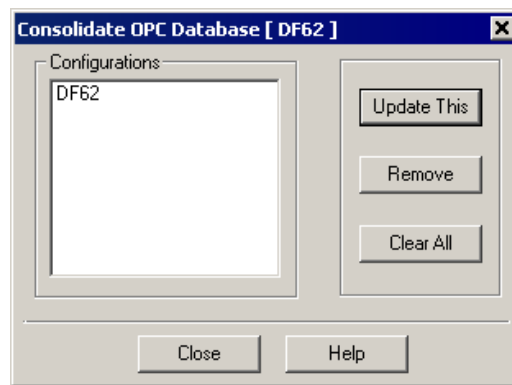 Consolidate OPC Database [ DF62 ]
Configurations
DF62
Update This
Remove
Clear All
Close
Help